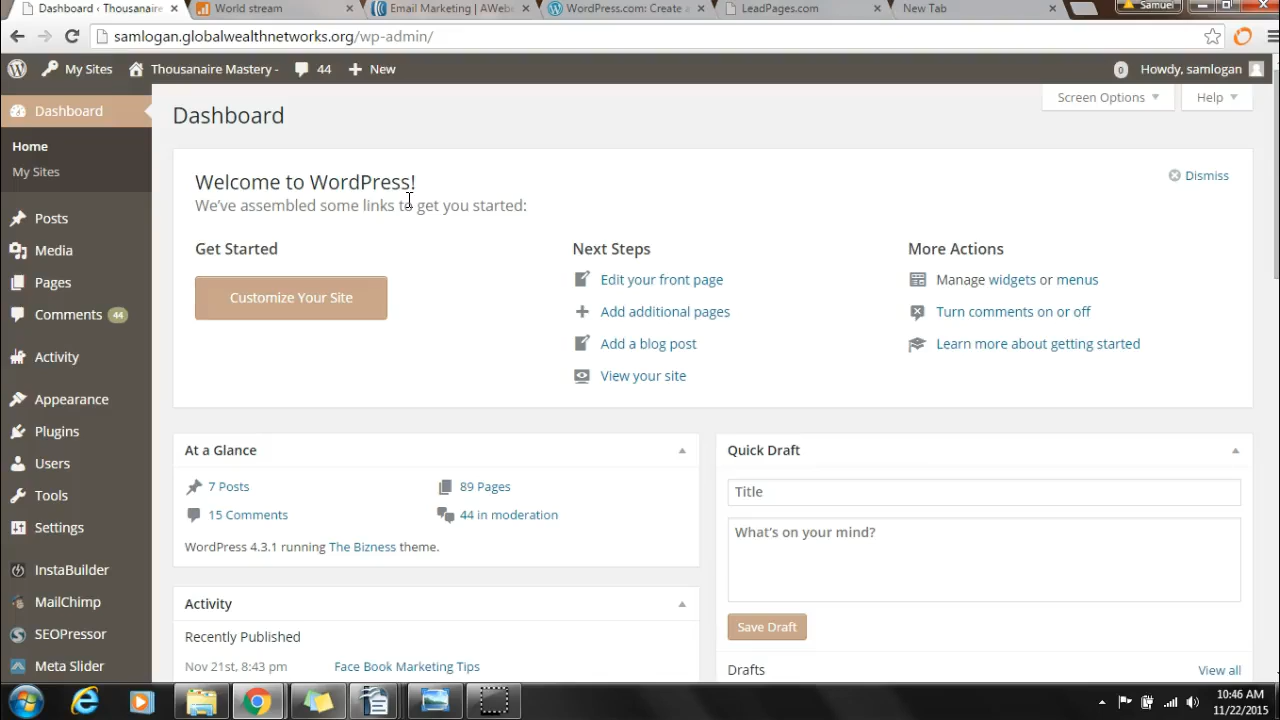 Dashboard ‹ Thousanaire
World stream
Email Marketing | AWebe
WordPress.com: Create a
LeadPages.com
New Tab
Samuel
samlogan.globalwealthnetworks.org/wp-admin/
My Sites
Thousanaire Mastery -
44
New
0
Howdy, samlogan
Dashboard
Home
My Sites
Posts
Media
Pages
Comments 44
Activity
Appearance
Plugins
Users
Tools
Settings
InstaBuilder
MailChimp
SEOPressor
Meta Slider
Screen Options
Help
Dashboard
Welcome to WordPress!
We've assembled some links to get you started:
Dismiss
Get Started
Customize Your Site
Next Steps
Edit your front page
Add additional pages
Add a blog post
View your site
More Actions
Manage widgets or menus
Turn comments on or off
Learn more about getting started
At a Glance
7 Posts
89 Pages
15 Comments
44 in moderation
WordPress 4.3.1 running The Bizness theme.
Activity
Recently Published
Nov 21st, 8:43 pm
Face Book Marketing Tips
Quick Draft
Title
What's on your mind?
Save Draft
Drafts
View all
10:46 AM
11/22/2015